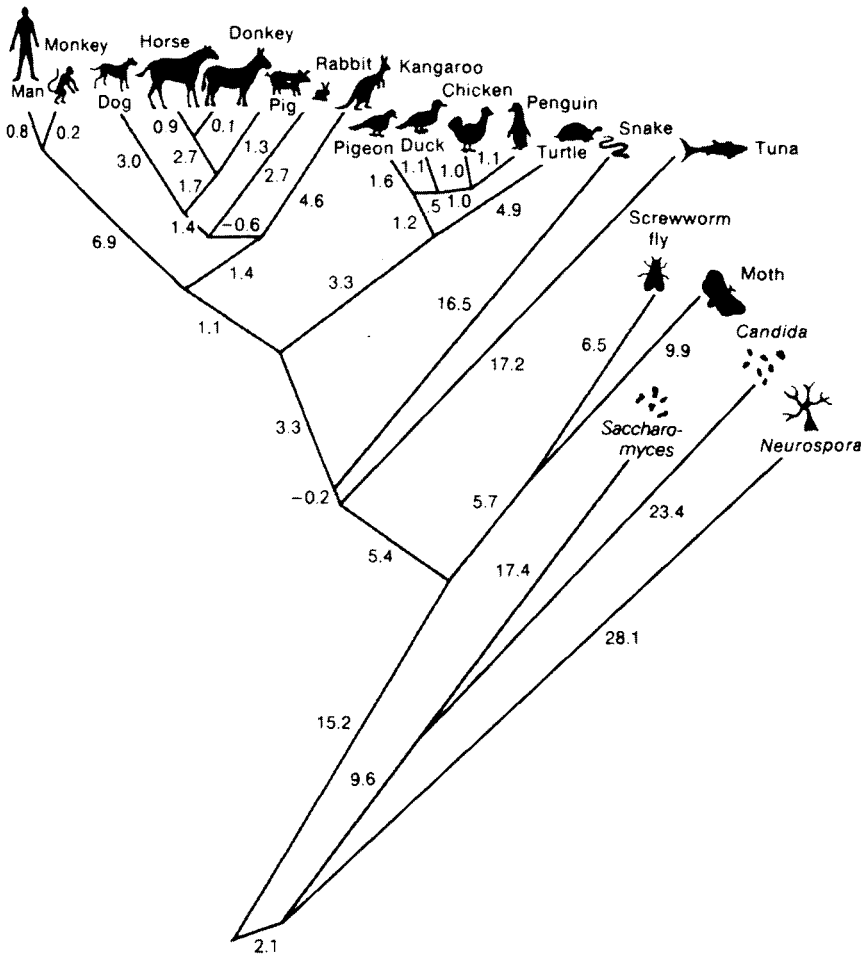 Monkey
Horse
Donkey
Rabbit
Kangaroo
Man
Dog
Pig
Chicken
Penguin
Pigeon
Duck
Turtle
Snake
Tuna
0.8
0.2
3.0
0.9
0.1
2.7
1.3
1.7
2.7
1.4
−0.6
4.6
1.6
1.1
1.0
1.1
.5
1.0
1.2
4.9
6.9
1.4
3.3
1.1
16.5
17.2
Screwworm
fly
Moth
6.5
9.9
Candida
Saccharo-
myces
Neurospora
3.3
−0.2
5.7
23.4
5.4
17.4
28.1
15.2
9.6
2.1